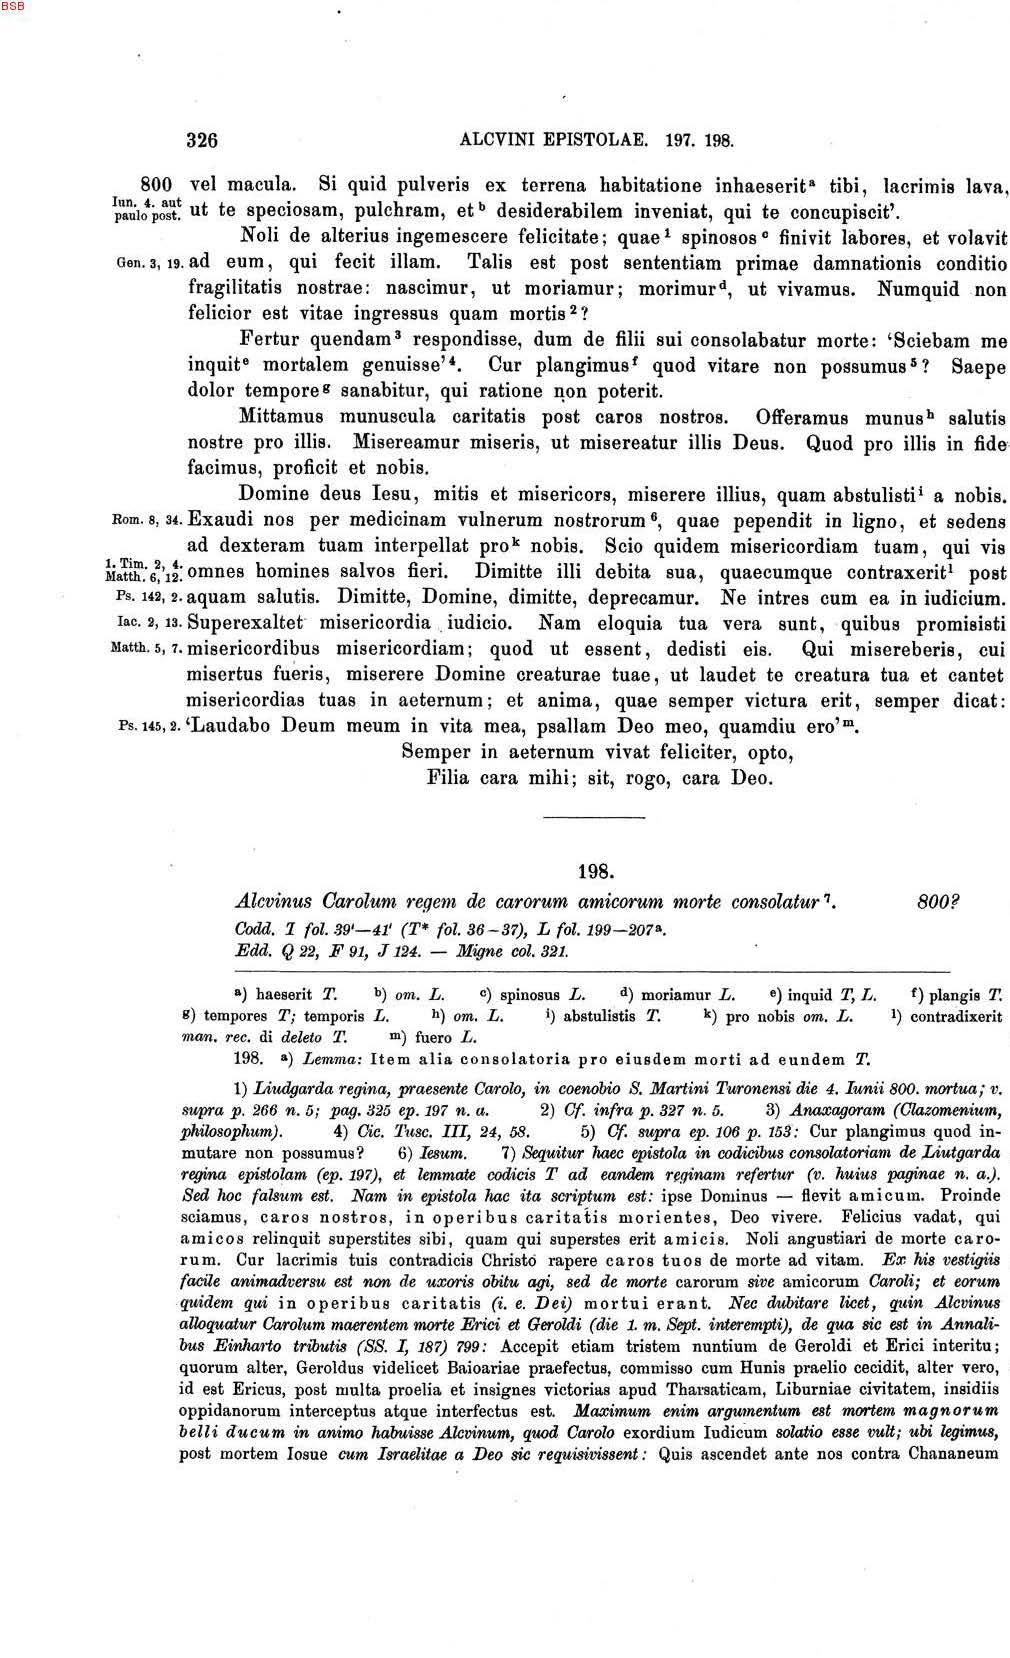 BSB
326 ALCVINI EPISTOLAE. 197. 198.
800 vel macula. Si quid pulveris ex terrena habitatione inhaeserit a tibi, lacrimis lava,
Iun. 4. aut
paulo post. ut te speciosam, pulchram, et b desiderabilem inveniat, qui te concupiscit’.
Noli de alterius ingemescere felicitate; quae 1 spinosos c finivit labores, et volavit
Gen. 3, 19. ad eum, qui fecit illam. Talis est post sententiam primae damnationis conditio
fragilitatis nostrae: nascimur, ut moriamur; morimur d, ut vivamus. Numquid non
felicior est vitae ingressus quam mortis 2?
Fertur quendam 3 respondisse, dum de filii sui consolabatur morte: ‘Sciebam me
inquit e mortalem genuisse’ 4. Cur plangimus f quod vitare non possumus 5? Saepe
dolor tempore g sanabitur, qui ratione non poterit.
Mittamus munuscula caritatis post caros nostros. Offeramus munus h salutis
nostre pro illis. Misereamur miseris, ut misereatur illis Deus. Quod pro illis in fide
facimus, proficit et nobis.
Domine deus Iesu, mitis et misericors, miserere illius, quam abstulisti i a nobis.
Rom. 8, 34. Exaudi nos per medicinam vulnerum nostrorum 6, quae pependit in ligno, et sedens
ad dexteram tuam interpellat pro k nobis. Scio quidem misericordiam tuam, qui vis
1. Tim. 2, 4.
Matth. 6, 12. omnes homines salvos fieri. Dimitte illi debita sua, quaecumque contraxerit l post
Ps. 142, 2. aquam salutis. Dimitte, Domine, dimitte, deprecamur. Ne intres cum ea in iudicium.
Iac. 2, 13. Superexaltet misericordia iudicio. Nam eloquia tua vera sunt, quibus promisisti
Matth. 5, 7. misericordibus misericordiam; quod ut essent, dedisti eis. Qui misereberis, cui
misertus fueris, miserere Domine creaturae tuae, ut laudet te creatura tua et cantet
misericordias tuas in aeternum; et anima, quae semper victura erit, semper dicat:
Ps. 145, 2. ‘Laudabo Deum meum in vita mea, psallam Deo meo, quamdiu ero’ m.
Semper in aeternum vivat feliciter, opto,
Filia cara mihi; sit, rogo, cara Deo.
198.
Alcvinus Carolum regem de carorum amicorum morte consolatur 7. 800?
Codd. T fol. 39'—41' (T* fol. 36–37), L fol. 199—207a.
Edd. Q 22, F 91, J 124. — Migne col. 321.
a) haeserit T. b) om. L. c) spinosus L. d) moriamur L. e) inquid T, L. f) plangis T.
g) tempores T; temporis L. h) om. L. i) abstulistis T. k) pro nobis om. L. l) contradixerit
man. rec. di deleto T. m) fuero L.
198. a) Lemma: Item alia consolatoria pro eiusdem morti ad eundem T.
1) Liudgarda regina, praesente Carolo, in coenobio S. Martini Turonensi die 4. Iunii 800. mortua; v.
supra p. 266 n. 5; pag. 325 ep. 197 n. a. 2) Cf. infra p. 327 n. 5. 3) Anaxagoram (Clazomenium,
philosophum). 4) Cic. Tusc. III, 24, 58. 5) Cf. supra ep. 106 p. 153: Cur plangimus quod in-
mutare non possumus? 6) Iesum. 7) Sequitur haec epistola in codicibus consolatoriam de Liutgarda
regina epistolam (ep. 197), et lemmate codicis T ad eandem reginam refertur (v. huius paginae n. a.).
Sed hoc falsum est. Nam in epistola hac ita scriptum est: ipse Dominus — flevit amicum. Proinde
sciamus, caros nostros, in operibus caritatis morientes, Deo vivere. Felicius vadat, qui
amicos relinquit superstites sibi, quam qui superstes erit amicis. Noli angustiari de morte caro-
rum. Cur lacrimis tuis contradicis Christo rapere caros tuos de morte ad vitam. Ex his vestigiis
facile animadversu est non de uxoris obitu agi, sed de morte carorum sive amicorum Caroli; et eorum
quidem qui in operibus caritatis (i. e. Dei) mortui erant. Nec dubitare licet, quin Alcvinus
alloquatur Carolum maerentem morte Erici et Geroldi (die 1. m. Sept. interempti), de qua sic est in Annali-
bus Einharto tributis (SS. I, 187) 799: Accepit etiam tristem nuntium de Geroldi et Erici interitu;
quorum alter, Geroldus videlicet Baioariae praefectus, commisso cum Hunis praelio cecidit, alter vero,
id est Ericus, post multa proelia et insignes victorias apud Tharsaticam, Liburniae civitatem, insidiis
oppidanorum interceptus atque interfectus est. Maximum enim argumentum est mortem magnorum
belli ducum in animo habuisse Alcvinum, quod Carolo exordium Iudicum solatio esse vult; ubi legimus,
post mortem Iosue cum Israelitae a Deo sic requisivissent: Quis ascendet ante nos contra Chananeum